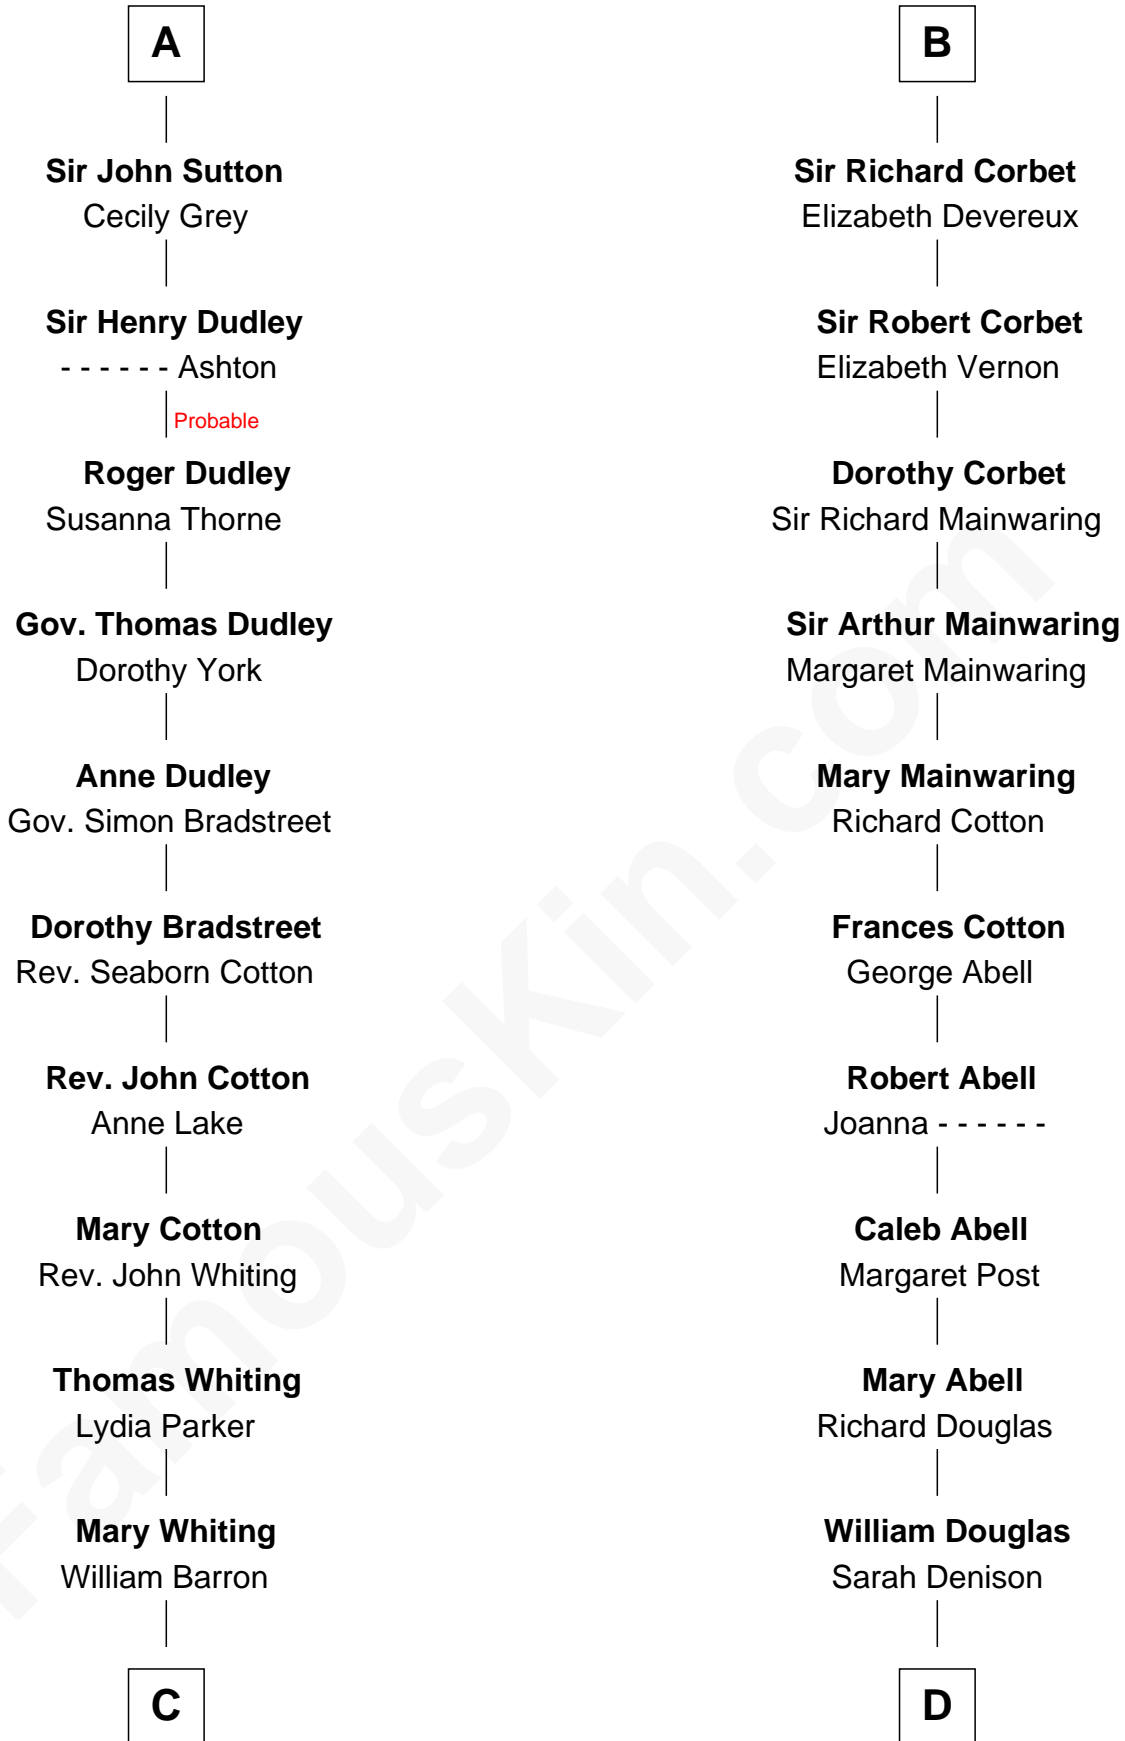 A
Sir John Sutton
Cecily Grey
Sir Henry Dudley
- - - - - - Ashton
Probable
Roger Dudley
Susanna Thorne
Gov. Thomas Dudley
Dorothy York
Anne Dudley
Gov. Simon Bradstreet
Dorothy Bradstreet
Rev. Seaborn Cotton
Rev. John Cotton
Anne Lake
Mary Cotton
Rev. John Whiting
Thomas Whiting
Lydia Parker
Mary Whiting
William Barron
C
B
Sir Richard Corbet
Elizabeth Devereux
Sir Robert Corbet
Elizabeth Vernon
Dorothy Corbet
Sir Richard Mainwaring
Sir Arthur Mainwaring
Margaret Mainwaring
Mary Mainwaring
Richard Cotton
Frances Cotton
George Abell
Robert Abell
Joanna - - - - - -
Caleb Abell
Margaret Post
Mary Abell
Richard Douglas
William Douglas
Sarah Denison
D
FamousKin.com